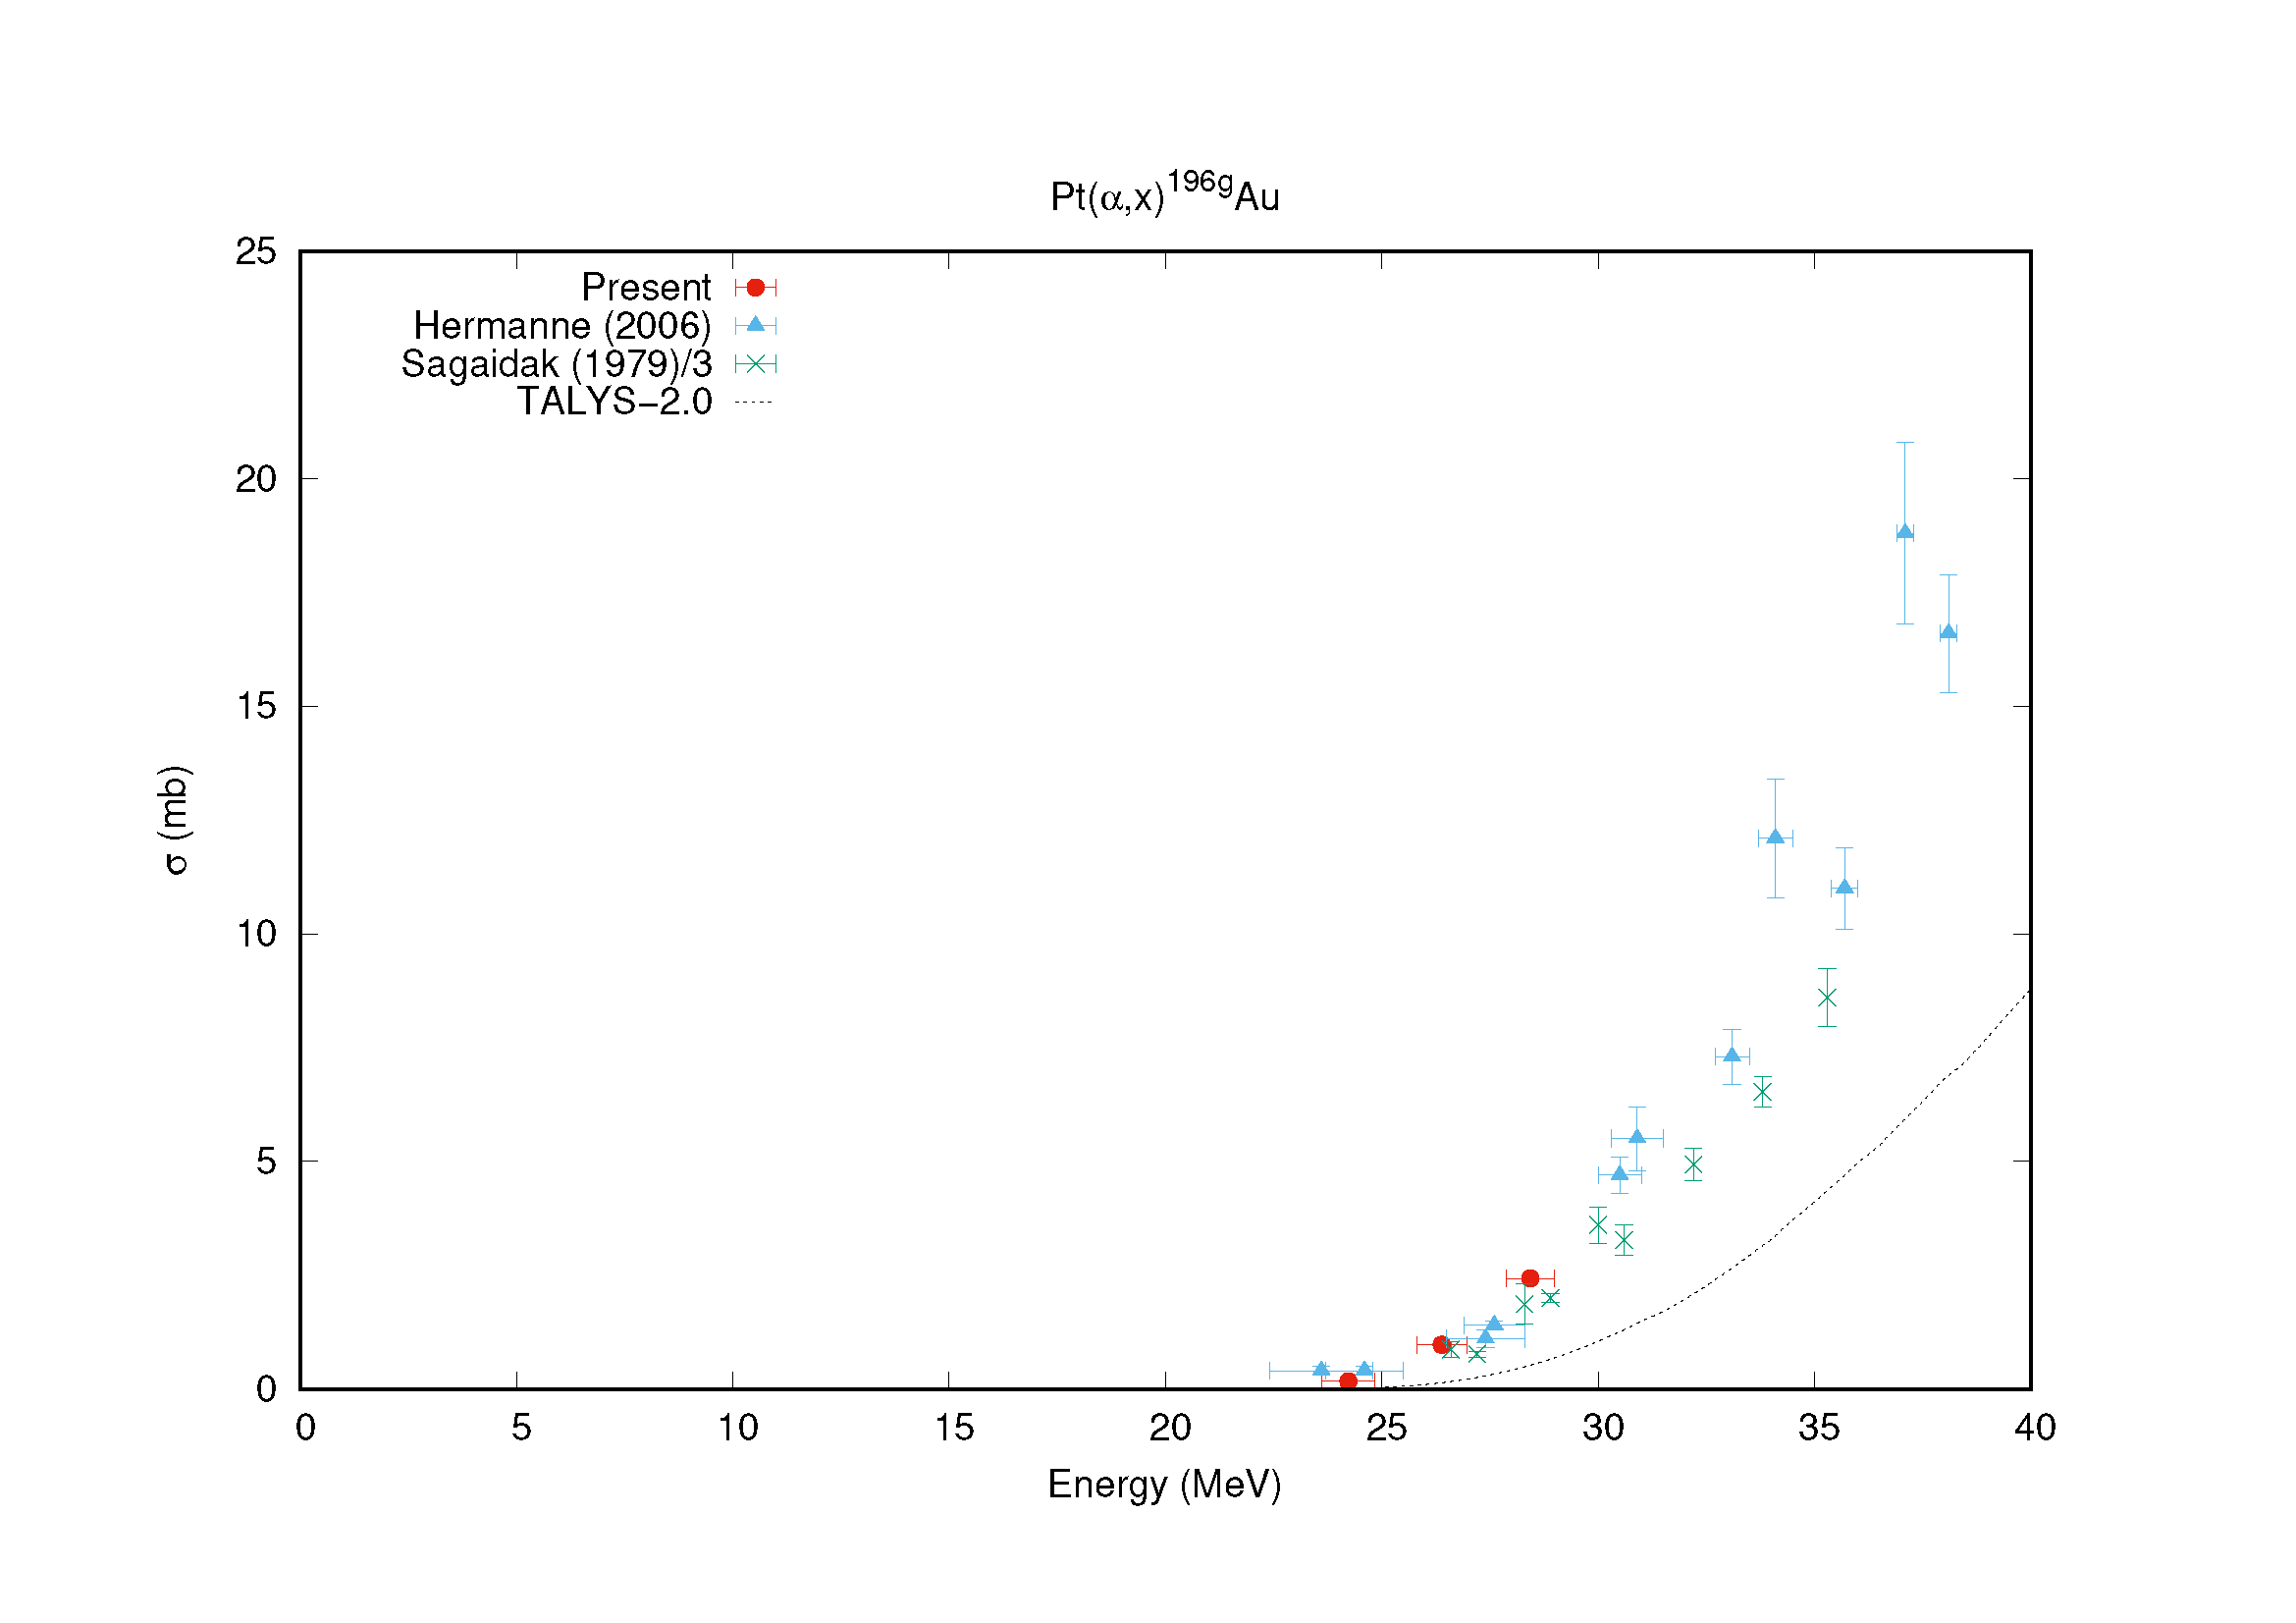 Pt(α,x)¹⁹⁶ᵍAu
25
20
15
10
5
0
σ (mb)
Present
Hermanne (2006)
Sagaidak (1979)/3
TALYS−2.0
0 5 10 15 20 25 30 35 40
Energy (MeV)